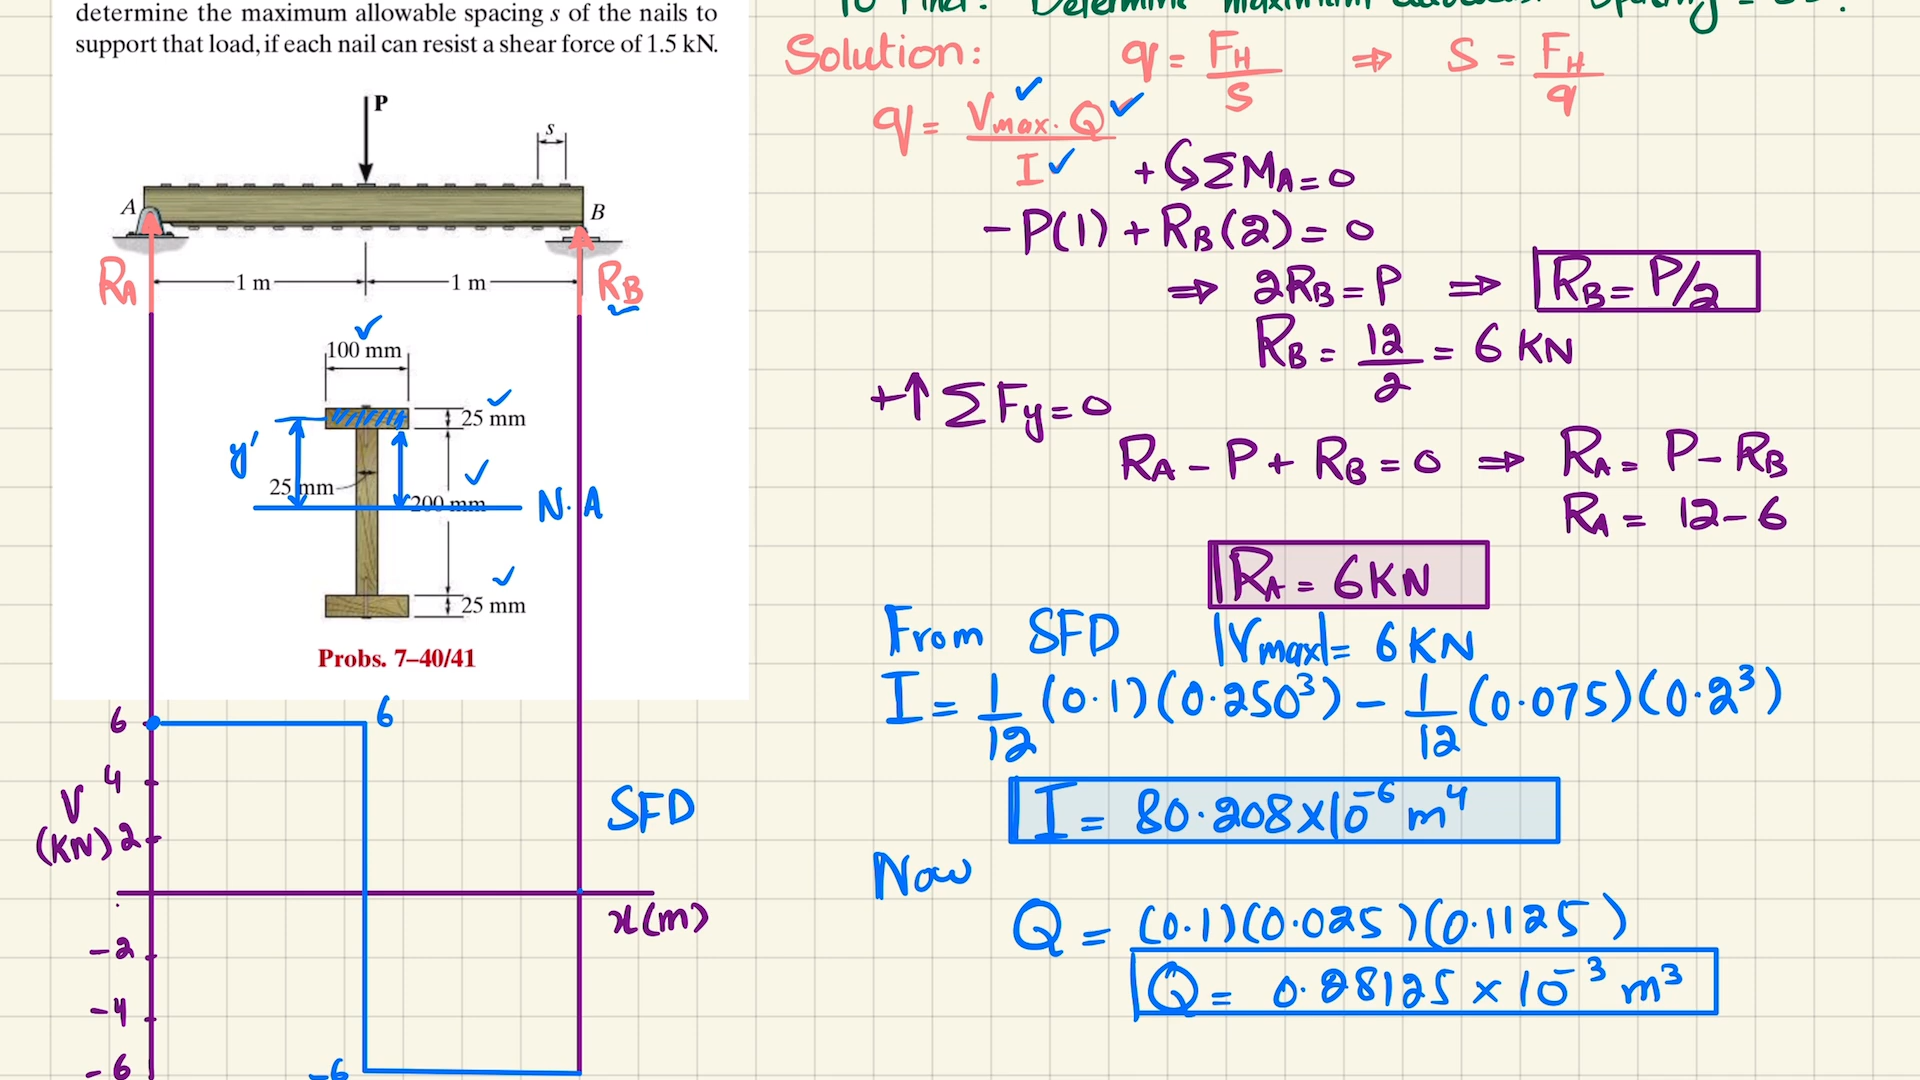 determine the maximum allowable spacing s of the nails to
support that load, if each nail can resist a shear force of 1.5 kN.
P
s
A
B
RA
1 m
1 m
RB
100 mm
25 mm
y'
25 mm
200 mm
N.A
25 mm
Probs. 7–40/41
6
6
4
V
(KN) 2
SFD
x(m)
-2
-4
-6
-6
To Find: Determine maximum
Solution: q = FH/S ⇒ S = FH/q
q = Vmax. Q/I
+↺ΣMA=0
-P(1) + RB(2) = 0
⇒ 2RB = P ⇒ RB = P/2
RB = 12/2 = 6 KN
+↑ ΣFy=0
RA - P + RB = 0 ⇒ RA = P - RB
RA = 12-6
RA = 6KN
From SFD |Vmax| = 6 KN
I = 1/12 (0.1)(0.250³) - 1/12 (0.075)(0.2³)
I = 80.208×10⁻⁶ m⁴
Now
Q = (0.1)(0.025)(0.1125)
Q = 0.28125 × 10⁻³ m³